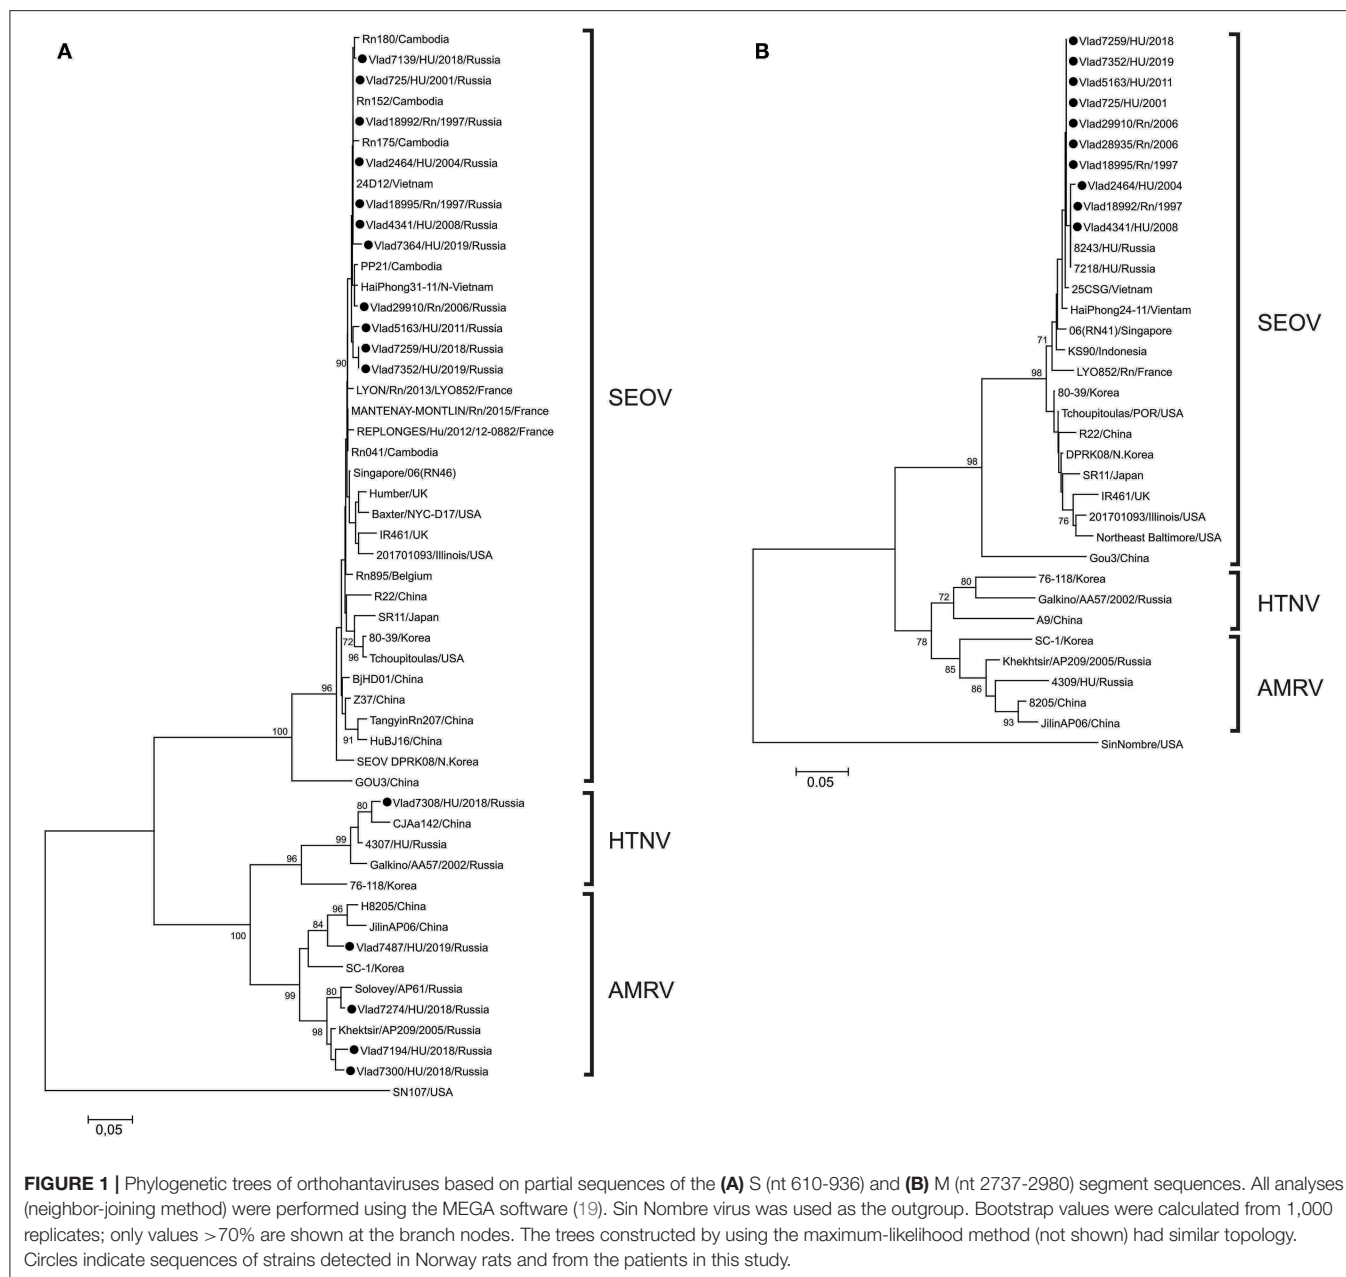 A
Rn180/Cambodia
Vlad7139/HU/2018/Russia
Vlad725/HU/2001/Russia
Rn152/Cambodia
Vlad18992/Rn/1997/Russia
Rn175/Cambodia
Vlad2464/HU/2004/Russia
24D12/Vietnam
Vlad18995/Rn/1997/Russia
Vlad4341/HU/2008/Russia
Vlad7364/HU/2019/Russia
PP21/Cambodia
HaiPhong31-11/N-Vietnam
Vlad29910/Rn/2006/Russia
Vlad5163/HU/2011/Russia
Vlad7259/HU/2018/Russia
90
Vlad7352/HU/2019/Russia
LYON/Rn/2013/LYO852/France
MANTENAY-MONTLIN/Rn/2015/France
REPLONGES/Hu/2012/12-0882/France
Rn041/Cambodia
Singapore/06(RN46)
Humber/UK
Baxter/NYC-D17/USA
IR461/UK
201701093/Illinois/USA
Rn895/Belgium
R22/China
SR11/Japan
72
80-39/Korea
96
Tchoupitoulas/USA
BjHD01/China
96
Z37/China
TangyinRn207/China
91
HuBJ16/China
100
SEOV DPRK08/N.Korea
GOU3/China
SEOV
80
Vlad7308/HU/2018/Russia
CJAa142/China
99
4307/HU/Russia
96
Galkino/AA57/2002/Russia
76-118/Korea
HTNV
96
H8205/China
84
JilinAP06/China
100
Vlad7487/HU/2019/Russia
SC-1/Korea
99
80
Solovey/AP61/Russia
Vlad7274/HU/2018/Russia
98
Khektsir/AP209/2005/Russia
Vlad7194/HU/2018/Russia
Vlad7300/HU/2018/Russia
AMRV
SN107/USA
0,05
B
Vlad7259/HU/2018
Vlad7352/HU/2019
Vlad5163/HU/2011
Vlad725/HU/2001
Vlad29910/Rn/2006
Vlad28935/Rn/2006
Vlad18995/Rn/1997
Vlad2464/HU/2004
Vlad18992/Rn/1997
Vlad4341/HU/2008
8243/HU/Russia
7218/HU/Russia
25CSG/Vietnam
HaiPhong24-11/Vientam
06(RN41)/Singapore
71
KS90/Indonesia
98
LYO852/Rn/France
80-39/Korea
Tchoupitoulas/POR/USA
R22/China
98
DPRK08/N.Korea
SR11/Japan
IR461/UK
76
201701093/Illinois/USA
Northeast Baltimore/USA
Gou3/China
SEOV
80
76-118/Korea
72
Galkino/AA57/2002/Russia
A9/China
HTNV
78
SC-1/Korea
85
Khekhtsir/AP209/2005/Russia
86
4309/HU/Russia
8205/China
93
JilinAP06/China
AMRV
SinNombre/USA
0.05
FIGURE 1 | Phylogenetic trees of orthohantaviruses based on partial sequences of the (A) S (nt 610-936) and (B) M (nt 2737-2980) segment sequences. All analyses
(neighbor-joining method) were performed using the MEGA software (19). Sin Nombre virus was used as the outgroup. Bootstrap values were calculated from 1,000
replicates; only values >70% are shown at the branch nodes. The trees constructed by using the maximum-likelihood method (not shown) had similar topology.
Circles indicate sequences of strains detected in Norway rats and from the patients in this study.